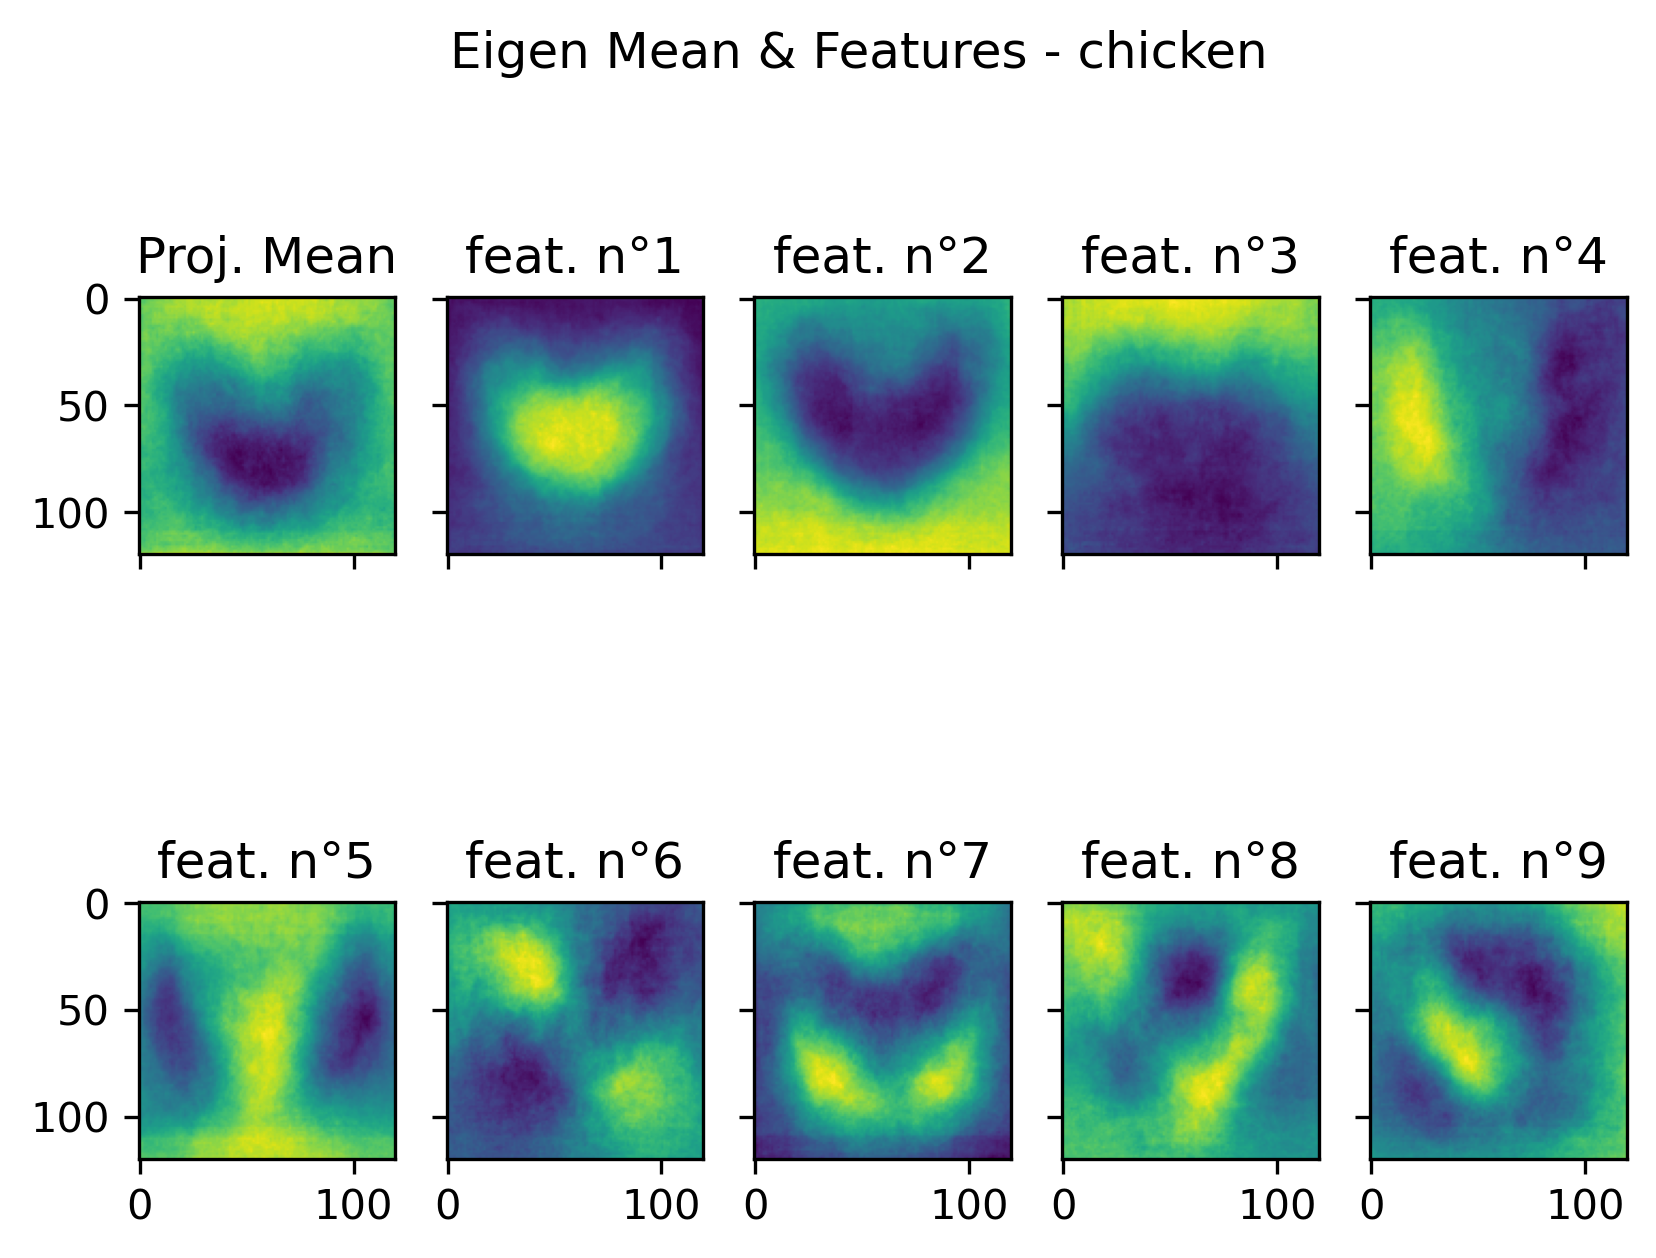 Eigen Mean & Features - chicken
Proj. Mean feat. n°1 feat. n°2 feat. n°3 feat. n°4
0
50
100
feat. n°5 feat. n°6 feat. n°7 feat. n°8 feat. n°9
0
50
100
0 100 0 100 0 100 0 100 0 100